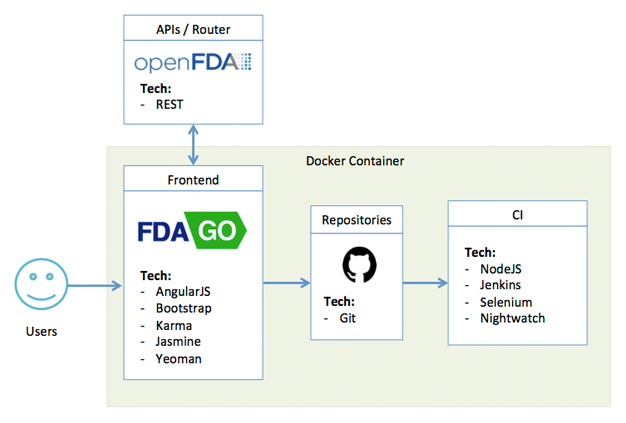 APIs / Router
openFDA
Tech:
- REST
Docker Container
Frontend
FDA GO
Tech:
- AngularJS
- Bootstrap
- Karma
- Jasmine
- Yeoman
Users
Repositories
Tech:
- Git
CI
Tech:
- NodeJS
- Jenkins
- Selenium
- Nightwatch